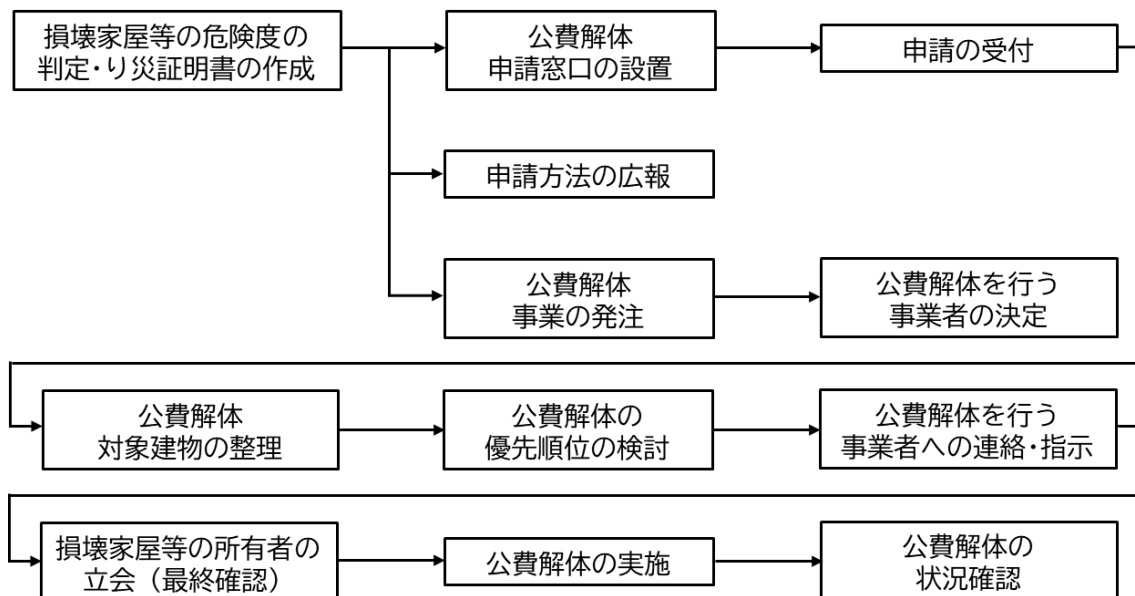 損壊家屋等の危険度の
判定・り災証明書の作成
公費解体
申請窓口の設置
申請の受付
申請方法の広報
公費解体
事業の発注
公費解体を行う
事業者の決定
公費解体
対象建物の整理
公費解体の
優先順位の検討
公費解体を行う
事業者への連絡・指示
損壊家屋等の所有者の
立会（最終確認）
公費解体の実施
公費解体の
状況確認